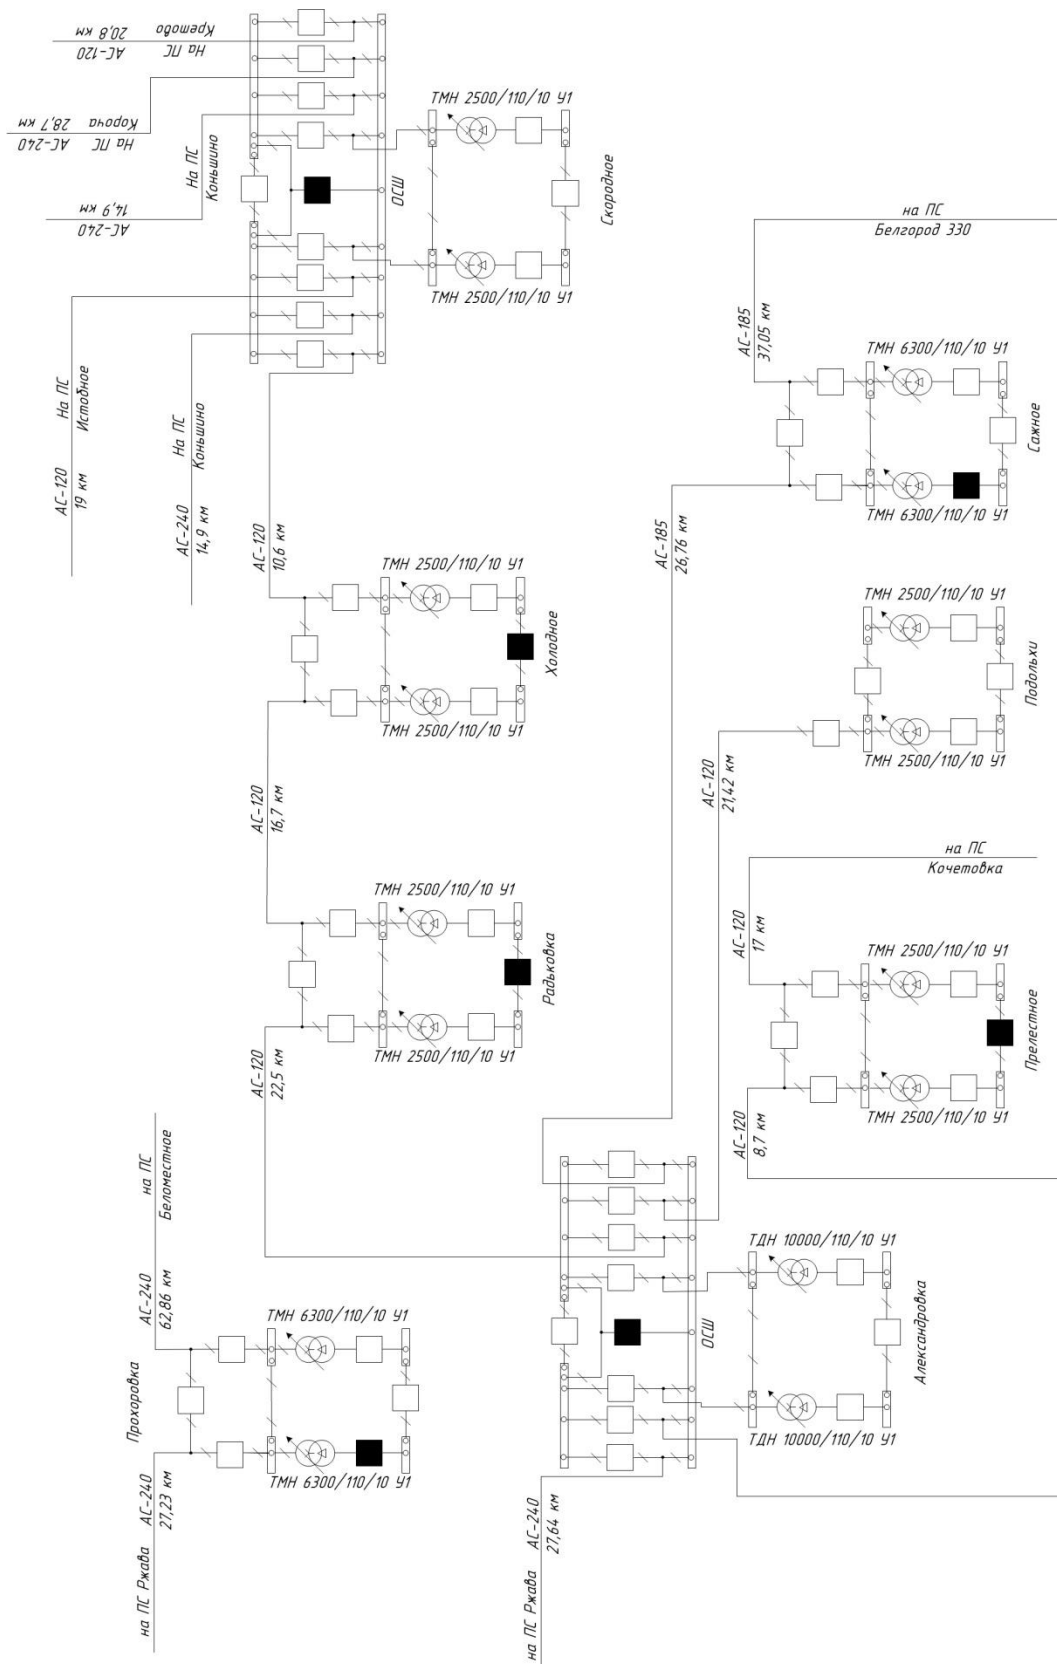 На ПС Кретово
АС-120 20,8 км
На ПС Короча
АС-240 28,7 км
На ПС
Коньшино
АС-240 14,9 км
ОСШ
ТМН 2500/110/10 У1
ТМН 2500/110/10 У1
Скородное
На ПС
Истобное
АС-120
19 км
На ПС
Коньшино
АС-240
14,9 км
АС-120
10,6 км
ТМН 2500/110/10 У1
ТМН 2500/110/10 У1
Холодное
АС-120
16,7 км
ТМН 2500/110/10 У1
ТМН 2500/110/10 У1
Радьковка
АС-120
22,5 км
на ПС
Белгород 330
АС-185
37,05 км
ТМН 6300/110/10 У1
ТМН 6300/110/10 У1
Сажное
АС-185
26,76 км
ТМН 2500/110/10 У1
ТМН 2500/110/10 У1
Подольхи
АС-120
21,42 км
на ПС
Кочетовка
АС-120
17 км
ТМН 2500/110/10 У1
ТМН 2500/110/10 У1
Прелестное
АС-120
8,7 км
на ПС
Беломестное
АС-240
62,86 км
Прохоровка
ТМН 6300/110/10 У1
ТМН 6300/110/10 У1
на ПС Ржава АС-240
27,23 км
ОСШ
ТДН 10000/110/10 У1
ТДН 10000/110/10 У1
Александровка
на ПС Ржава АС-240
27,64 км